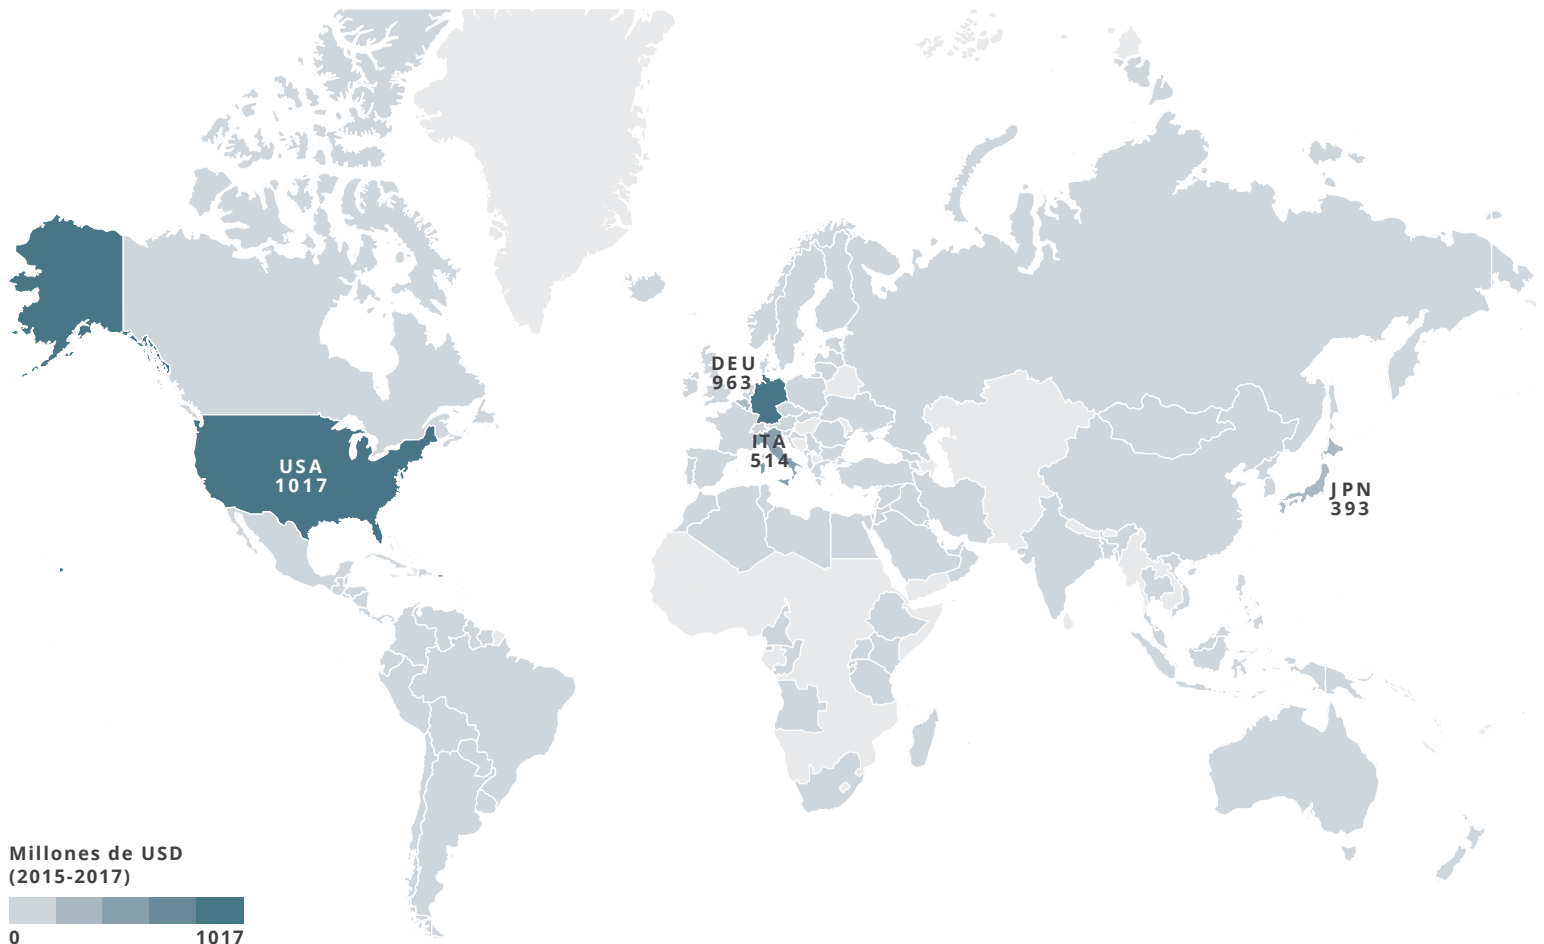 DEU
963
ITA
514
USA
1017
JPN
393
Millones de USD
(2015-2017)
0 1017